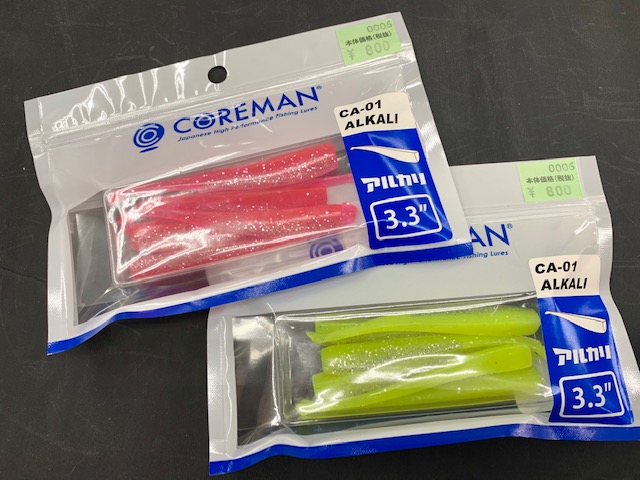 0006
本体価格(税抜)
¥ 800
COREMAN®
Japanese High Performance Fishing Lures
CA-01
ALKALI
アルカリ
3.3"
0006
本体価格(税抜)
¥ 800
MAN®
Fishing Lures
CA-01
ALKALI
アルカリ
3.3"